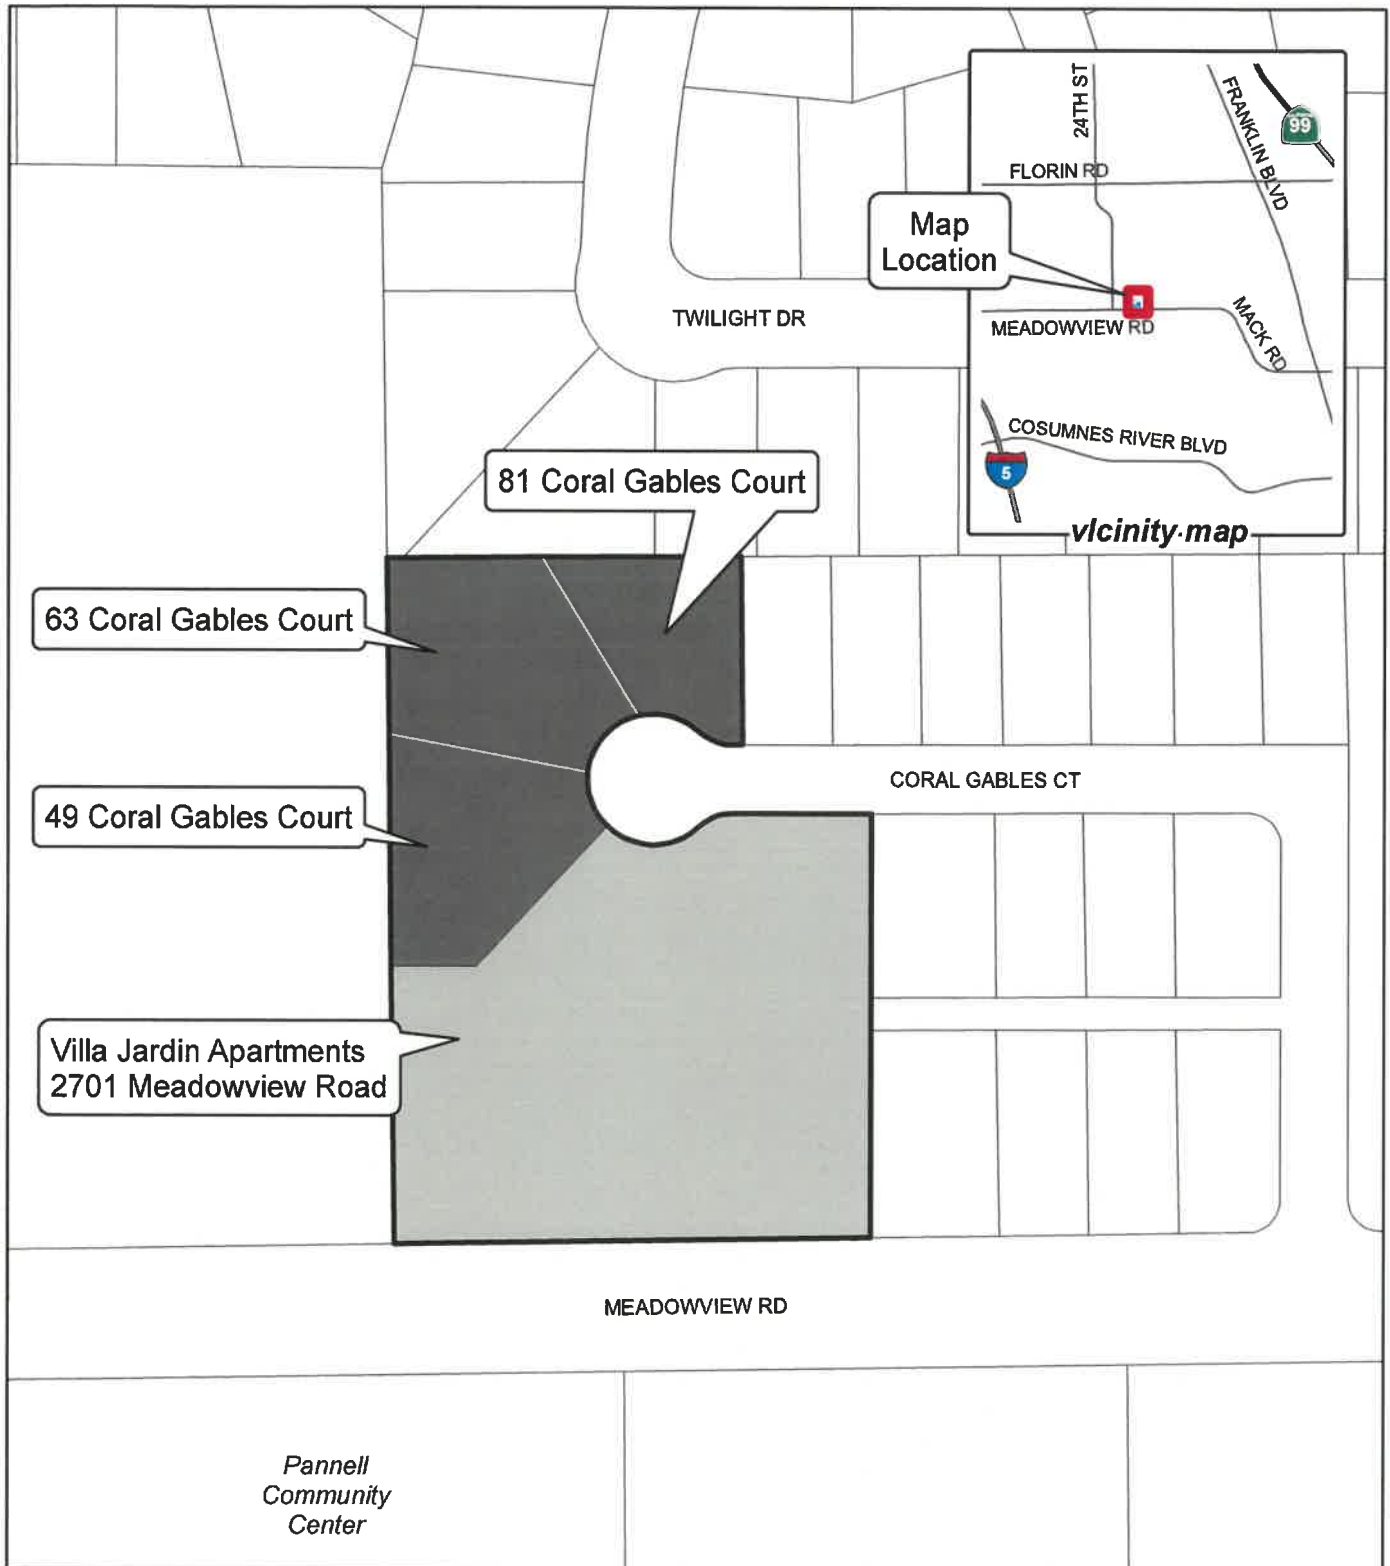 24TH ST
FRANKLIN BLVD
99
FLORIN RD
Map
Location
TWILIGHT DR
MEADOWVIEW RD
MACK RD
COSUMNES RIVER BLVD
5
vIcinity map
81 Coral Gables Court
63 Coral Gables Court
49 Coral Gables Court
CORAL GABLES CT
Villa Jardin Apartments
2701 Meadowview Road
MEADOWVIEW RD
Pannell
Community
Center